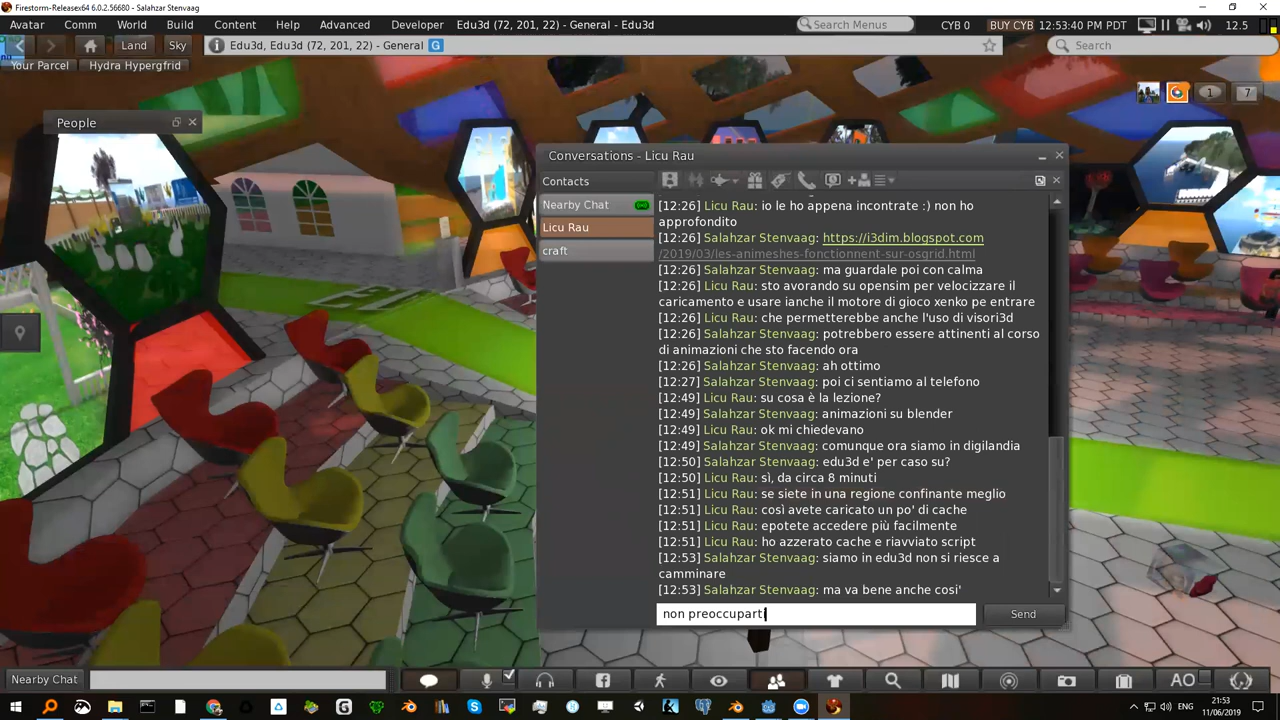 Firestorm-Releasex64 6.0.2.56680 - Salahzar Stenvaag
Avatar Comm World Build Content Help Advanced Developer Edu3d (72, 201, 22) - General - Edu3d Search Menus CYB 0 BUY CYB 12:53:40 PM PDT 12.5
Land Sky Edu3d, Edu3d (72, 201, 22) - General G Search
Your Parcel Hydra Hypergfrid
1 7
People
Conversations - Licu Rau
Contacts
Nearby Chat
Licu Rau
craft
[12:26] Licu Rau: io le ho appena incontrate :) non ho
approfondito
[12:26] Salahzar Stenvaag: https://i3dim.blogspot.com
/2019/03/les-animeshes-fonctionnent-sur-osgrid.html
[12:26] Salahzar Stenvaag: ma guardale poi con calma
[12:26] Licu Rau: sto avorando su opensim per velocizzare il
caricamento e usare ianche il motore di gioco xenko pe entrare
[12:26] Licu Rau: che permetterebbe anche l'uso di visori3d
[12:26] Salahzar Stenvaag: potrebbero essere attinenti al corso
di animazioni che sto facendo ora
[12:26] Salahzar Stenvaag: ah ottimo
[12:27] Salahzar Stenvaag: poi ci sentiamo al telefono
[12:49] Licu Rau: su cosa è la lezione?
[12:49] Salahzar Stenvaag: animazioni su blender
[12:49] Licu Rau: ok mi chiedevano
[12:49] Salahzar Stenvaag: comunque ora siamo in digilandia
[12:50] Salahzar Stenvaag: edu3d e' per caso su?
[12:50] Licu Rau: sì, da circa 8 minuti
[12:51] Licu Rau: se siete in una regione confinante meglio
[12:51] Licu Rau: così avete caricato un po' di cache
[12:51] Licu Rau: epotete accedere più facilmente
[12:51] Licu Rau: ho azzerato cache e riavviato script
[12:53] Salahzar Stenvaag: siamo in edu3d non si riesce a
camminare
[12:53] Salahzar Stenvaag: ma va bene anche cosi'
non preoccuparti
Send
Nearby Chat AO
21:53
11/06/2019